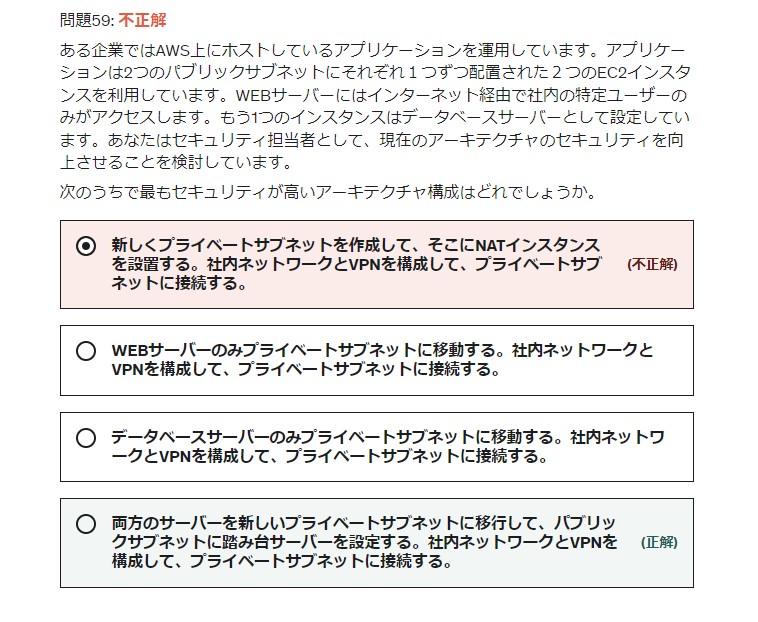 問題59: 不正解
ある企業ではAWS上にホストしているアプリケーションを運用しています。アプリケー
ションは2つのパブリックサブネットにそれぞれ１つずつ配置された２つのEC2インスタ
ンスを利用しています。WEBサーバーにはインターネット経由で社内の特定ユーザーの
みがアクセスします。もう1つのインスタンスはデータベースサーバーとして設定してい
ます。あなたはセキュリティ担当者として、現在のアーキテクチャのセキュリティを向
上させることを検討しています。
次のうちで最もセキュリティが高いアーキテクチャ構成はどれでしょうか。
新しくプライベートサブネットを作成して、そこにNATインスタンス
を設置する。社内ネットワークとVPNを構成して、プライベートサブ
ネットに接続する。
(不正解)
WEBサーバーのみプライベートサブネットに移動する。社内ネットワークと
VPNを構成して、プライベートサブネットに接続する。
データベースサーバーのみプライベートサブネットに移動する。社内ネットワ
ークとVPNを構成して、プライベートサブネットに接続する。
両方のサーバーを新しいプライベートサブネットに移行して、パブリッ
クサブネットに踏み台サーバーを設定する。社内ネットワークとVPNを
構成して、プライベートサブネットに接続する。
(正解)